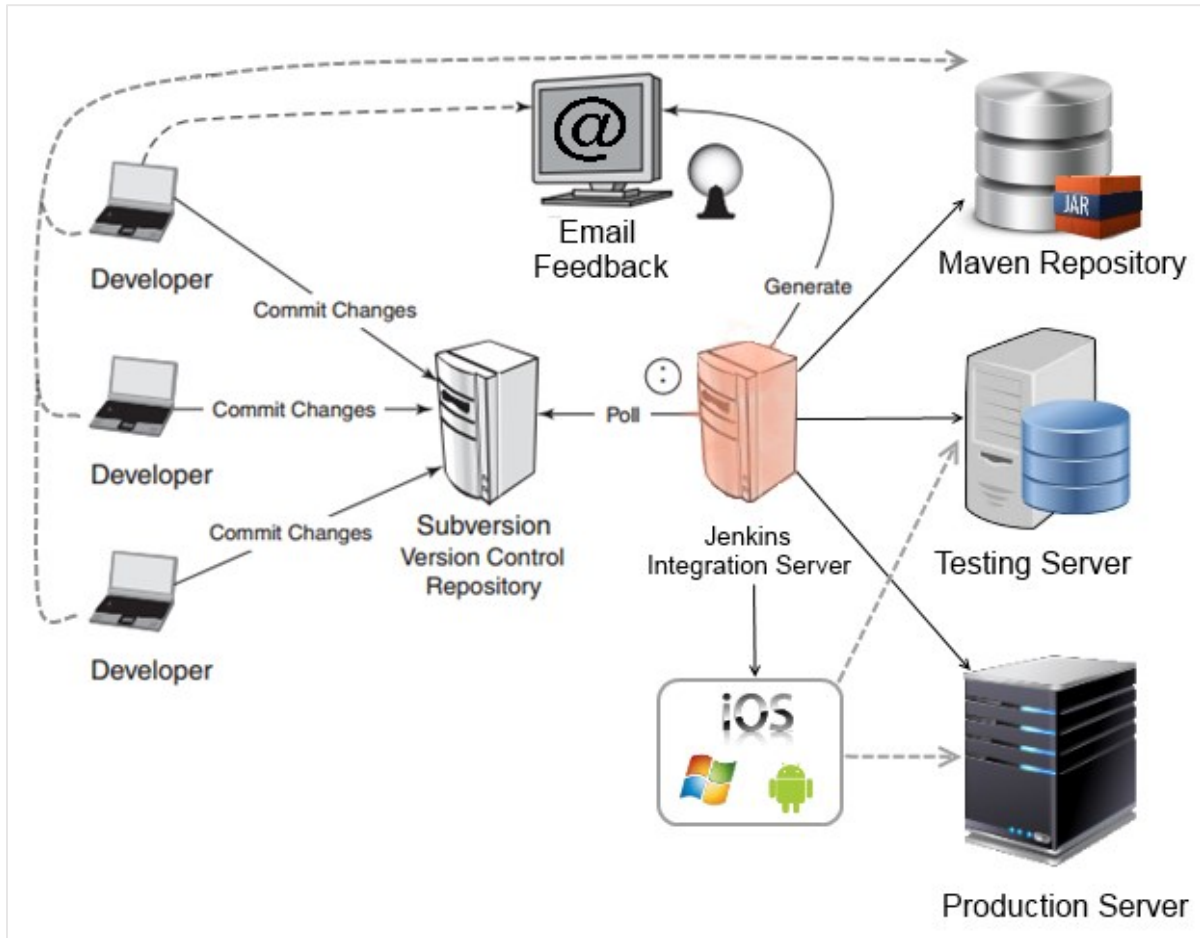 @
JAR
Email
Feedback
Maven Repository
Developer
Generate
Commit Changes
Developer
Commit Changes
Poll
Subversion
Version Control
Repository
Jenkins
Integration Server
Testing Server
Commit Changes
Developer
iOS
Production Server